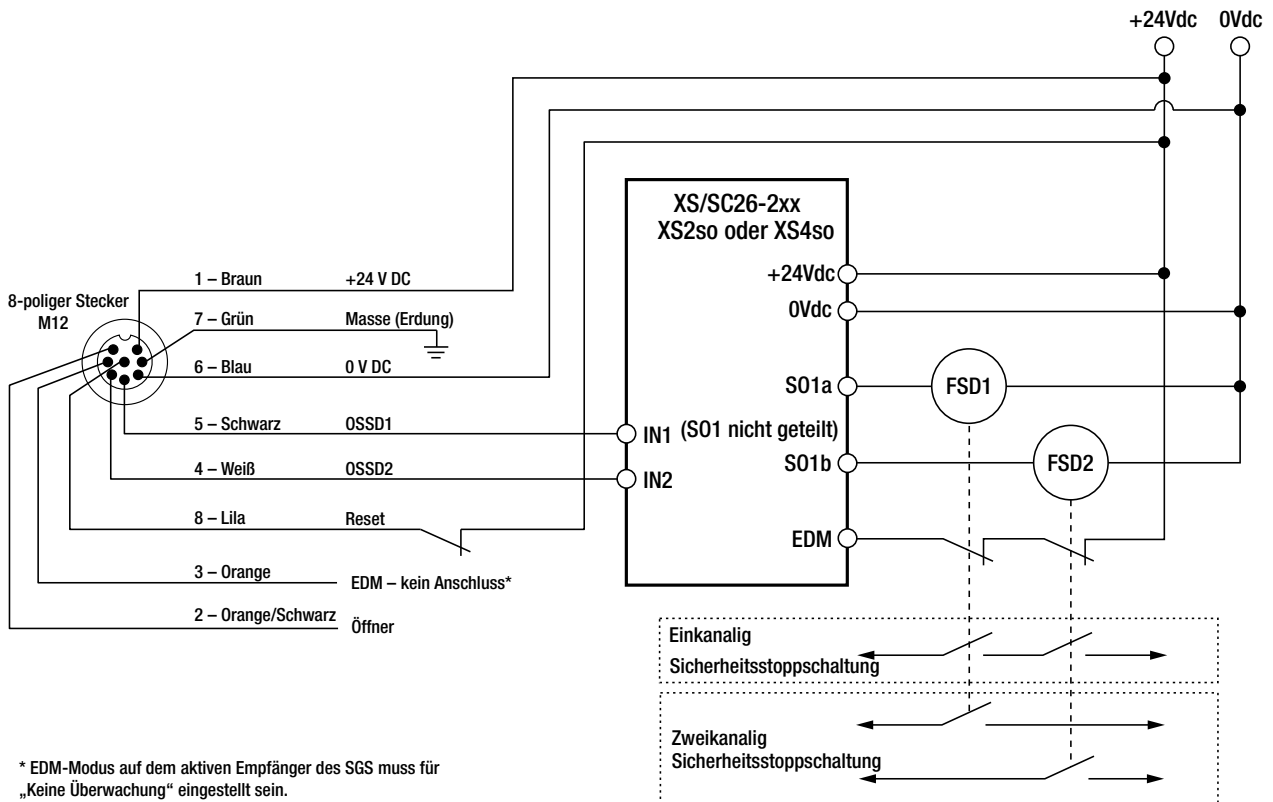 +24Vdc 0Vdc
XS/SC26-2xx
XS2so oder XS4so
+24Vdc
0Vdc
8-poliger Stecker
M12
1 – Braun +24 V DC
7 – Grün Masse (Erdung)
6 – Blau 0 V DC
5 – Schwarz OSSD1
4 – Weiß OSSD2
8 – Lila Reset
3 – Orange EDM – kein Anschluss*
2 – Orange/Schwarz Öffner
SO1a FSD1
IN1 (SO1 nicht geteilt)
SO1b FSD2
IN2
EDM
Einkanalig
Sicherheitsstoppschaltung
Zweikanalig
Sicherheitsstoppschaltung
* EDM-Modus auf dem aktiven Empfänger des SGS muss für
„Keine Überwachung“ eingestellt sein.